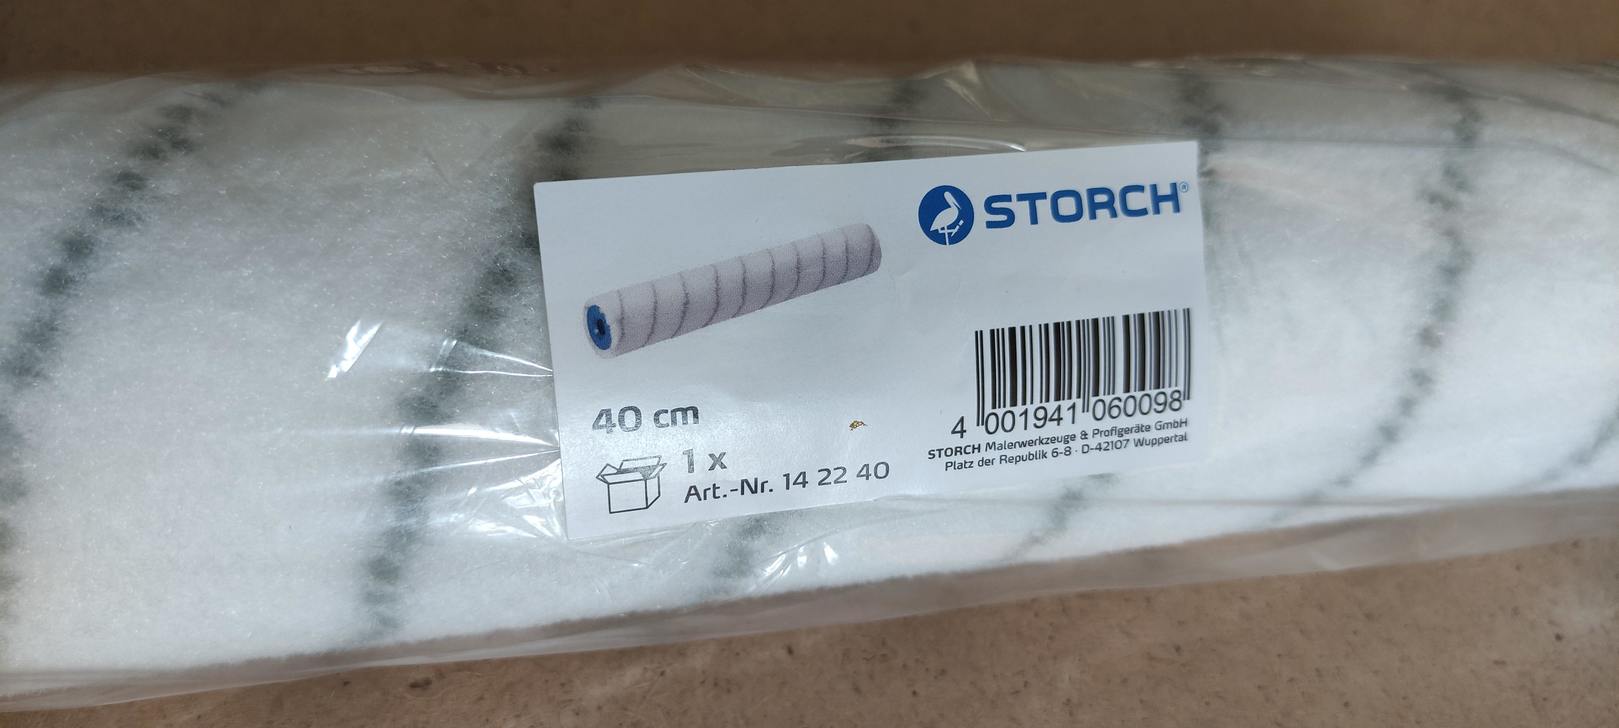 STORCH®
40 cm
1 x
Art.-Nr. 14 22 40
4 001941 060098
STORCH Malerwerkzeuge & Profigeräte GmbH
Platz der Republik 6-8 · D-42107 Wuppertal